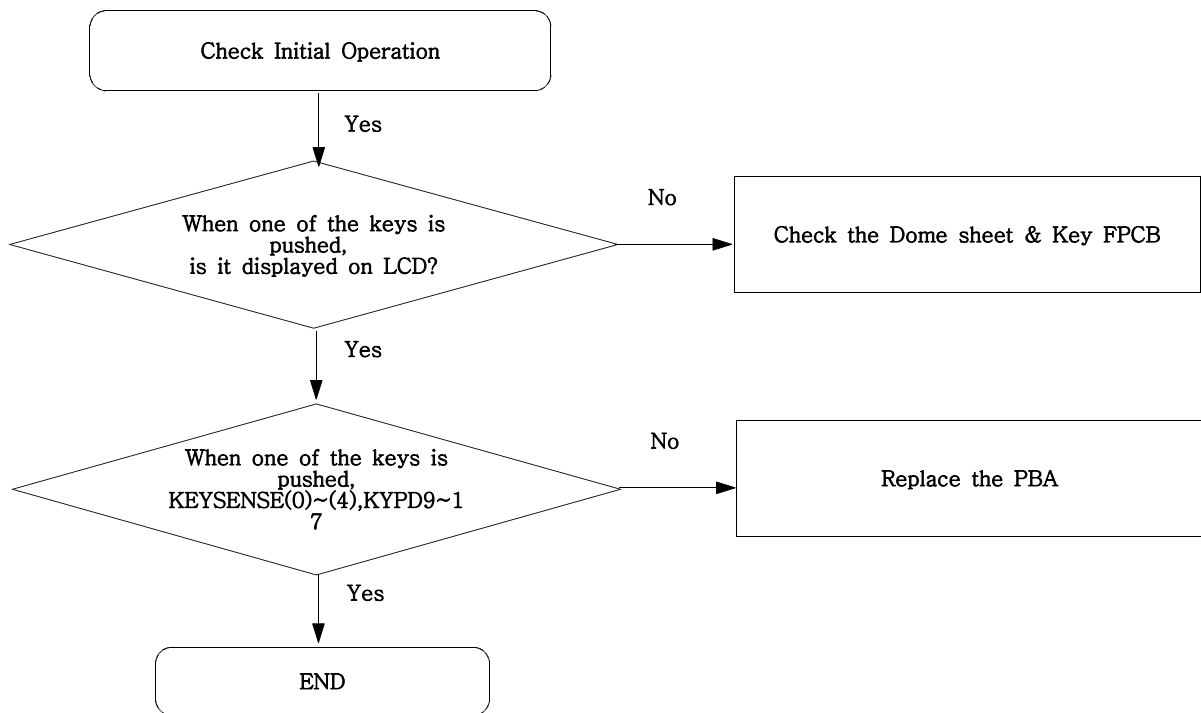 Check Initial Operation
Yes
When one of the keys is
pushed,
is it displayed on LCD?
No
Check the Dome sheet & Key FPCB
Yes
When one of the keys is
pushed,
KEYSENSE(0)~(4),KYPD9~1
7
No
Replace the PBA
Yes
END